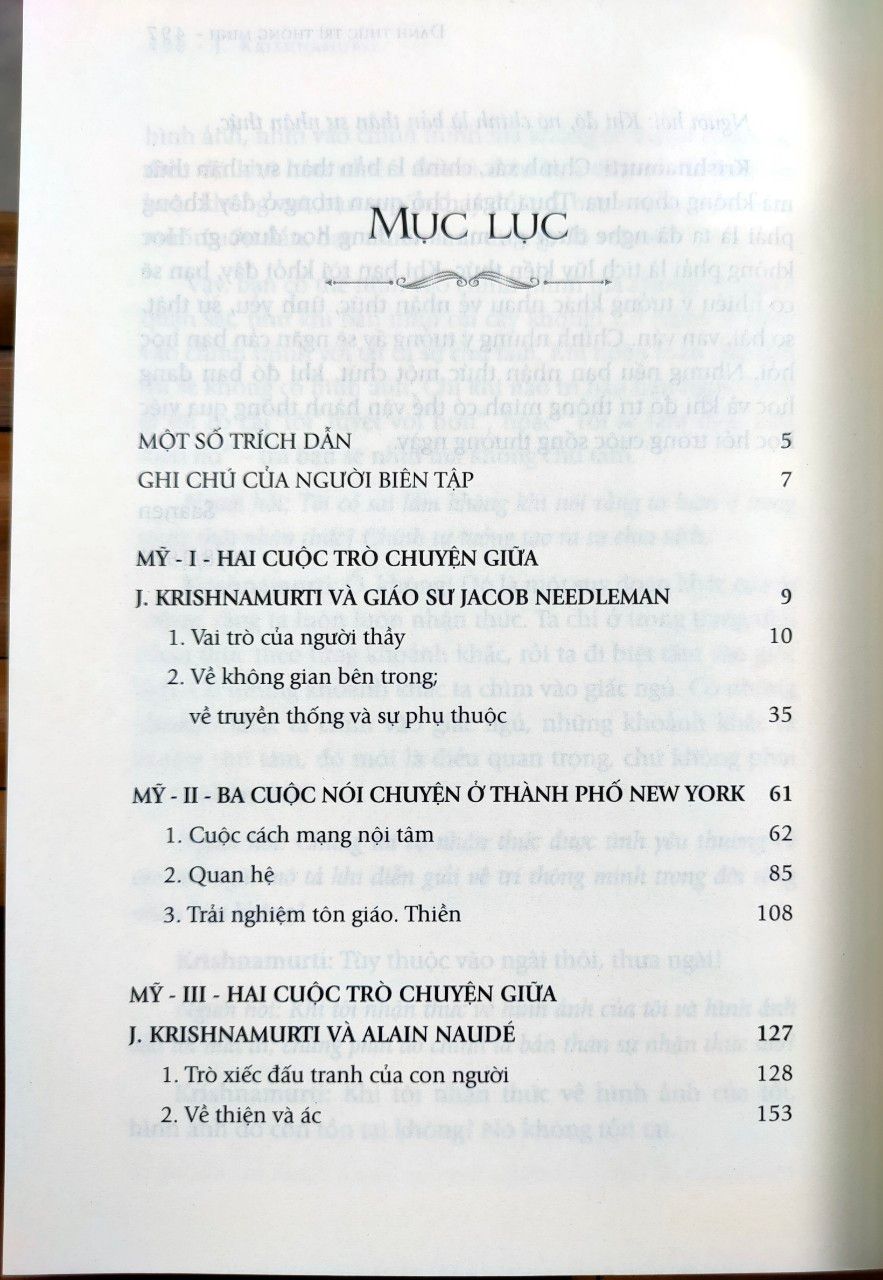 MỤC LỤC
MỘT SỐ TRÍCH DẪN 5
GHI CHÚ CỦA NGƯỜI BIÊN TẬP 7
MỸ - I - HAI CUỘC TRÒ CHUYỆN GIỮA
J. KRISHNAMURTI VÀ GIÁO SƯ JACOB NEEDLEMAN 9
1. Vai trò của người thầy 10
2. Về không gian bên trong;
về truyền thống và sự phụ thuộc 35
MỸ - II - BA CUỘC NÓI CHUYỆN Ở THÀNH PHỐ NEW YORK 61
1. Cuộc cách mạng nội tâm 62
2. Quan hệ 85
3. Trải nghiệm tôn giáo. Thiền 108
MỸ - III - HAI CUỘC TRÒ CHUYỆN GIỮA
J. KRISHNAMURTI VÀ ALAIN NAUDÉ 127
1. Trò xiếc đấu tranh của con người 128
2. Về thiện và ác 153